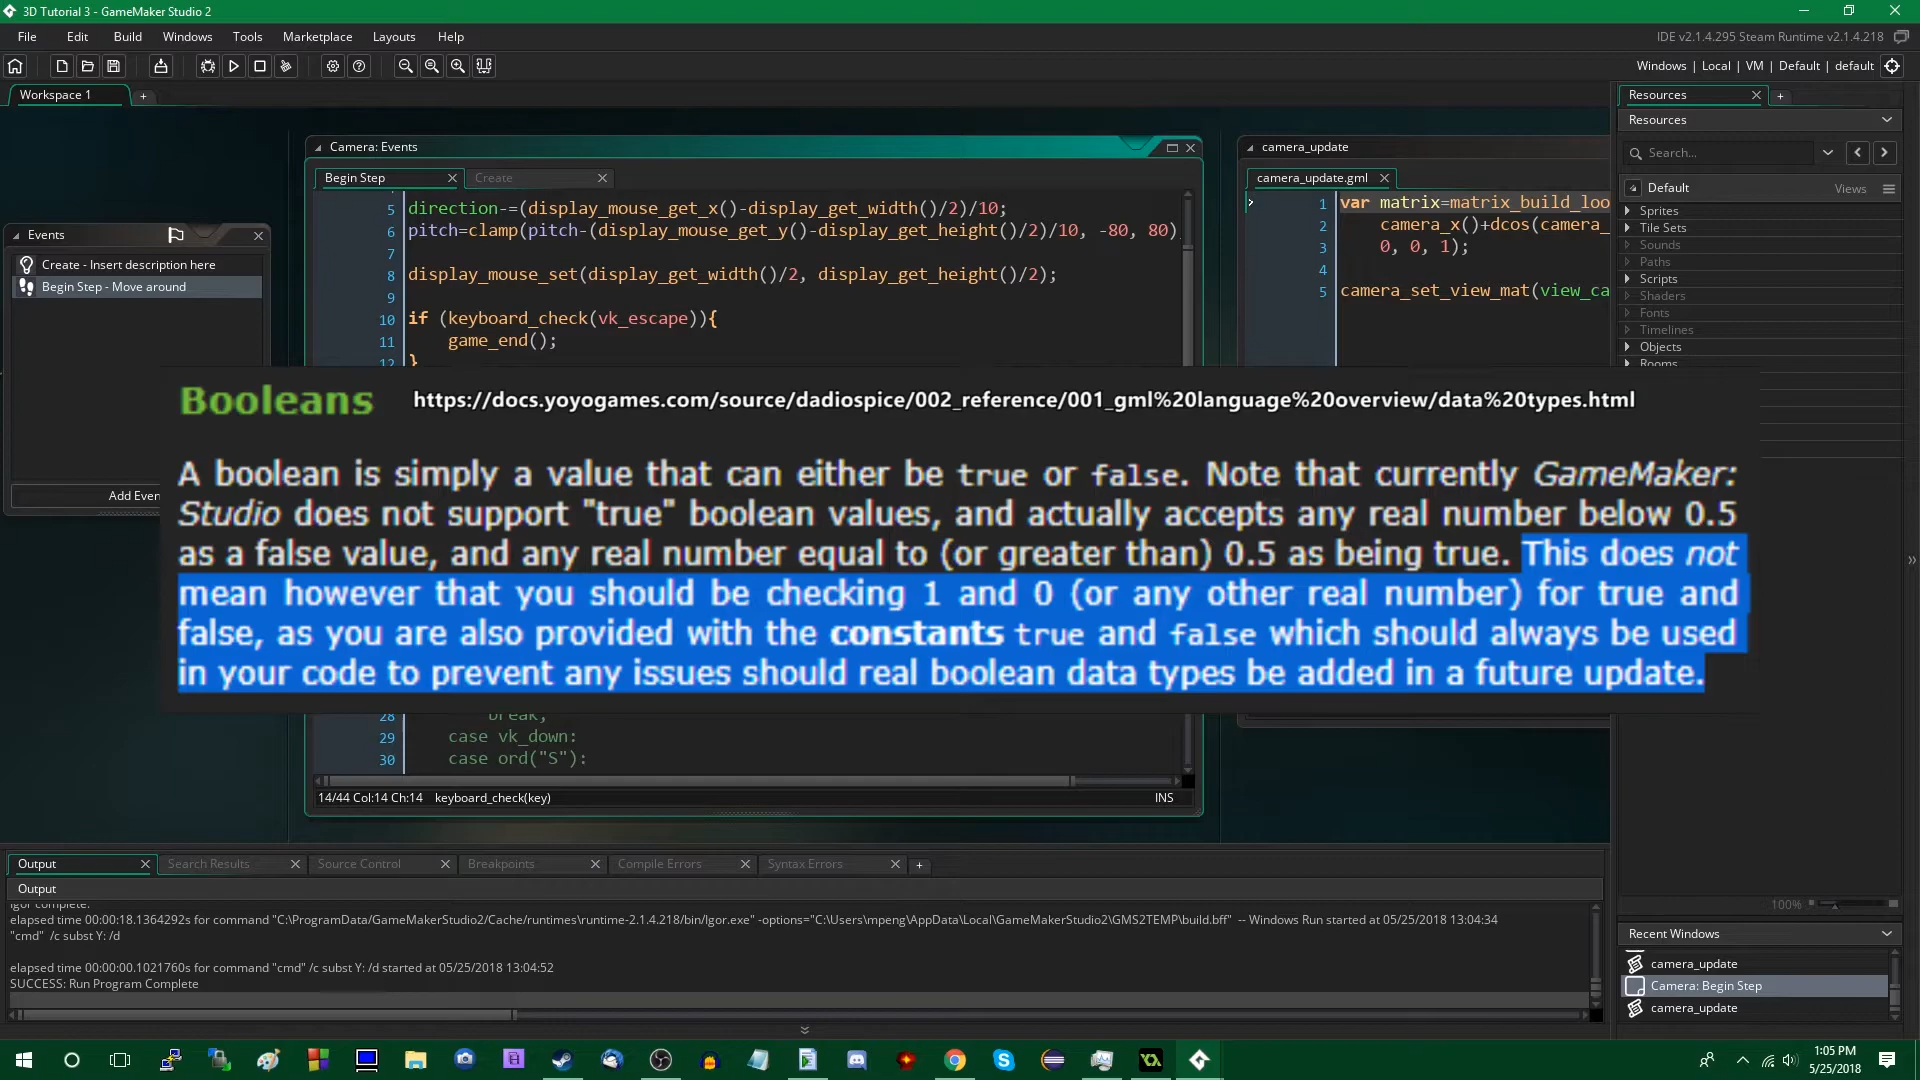 3D Tutorial 3 - GameMaker Studio 2
File Edit Build Windows Tools Marketplace Layouts Help
IDE v2.1.4.295 Steam Runtime v2.1.4.218
Windows | Local | VM | Default | default
Workspace 1
Resources
Resources
Search...
Default
Views
Sprites
Tile Sets
Sounds
Paths
Scripts
Shaders
Fonts
Timelines
Objects
Rooms
Events
Create - Insert description here
Begin Step - Move around
Add Even
Camera: Events
Begin Step
Create
5 direction-=(display_mouse_get_x()-display_get_width()/2)/10;
6 pitch=clamp(pitch-(display_mouse_get_y()-display_get_height()/2)/10, -80, 80)
7
8 display_mouse_set(display_get_width()/2, display_get_height()/2);
9
10 if (keyboard_check(vk_escape)){
11 game_end();
12 }
camera_update
camera_update.gml
1 var matrix=matrix_build_loo
2 camera_x()+dcos(camera_
3 0, 0, 1);
4
5 camera_set_view_mat(view_ca
Booleans https://docs.yoyogames.com/source/dadiospice/002_reference/001_gml%20language%20overview/data%20types.html
A boolean is simply a value that can either be true or false. Note that currently GameMaker:
Studio does not support "true" boolean values, and actually accepts any real number below 0.5
as a false value, and any real number equal to (or greater than) 0.5 as being true. This does not
mean however that you should be checking 1 and 0 (or any other real number) for true and
false, as you are also provided with the constants true and false which should always be used
in your code to prevent any issues should real boolean data types be added in a future update.
28 break;
29 case vk_down:
30 case ord("S"):
14/44 Col:14 Ch:14 keyboard_check(key) INS
Output
Search Results
Source Control
Breakpoints
Compile Errors
Syntax Errors
Output
Igor complete.
elapsed time 00:00:18.1364292s for command "C:\ProgramData/GameMakerStudio2/Cache/runtimes\runtime-2.1.4.218/bin/Igor.exe" -options="C:\Users\mpeng\AppData\Local\GameMakerStudio2\GMS2TEMP\build.bff" -- Windows Run started at 05/25/2018 13:04:34
"cmd" /c subst Y: /d
elapsed time 00:00:00.1021760s for command "cmd" /c subst Y: /d started at 05/25/2018 13:04:52
SUCCESS: Run Program Complete
100%
Recent Windows
camera_update
Camera: Begin Step
camera_update
1:05 PM
5/25/2018